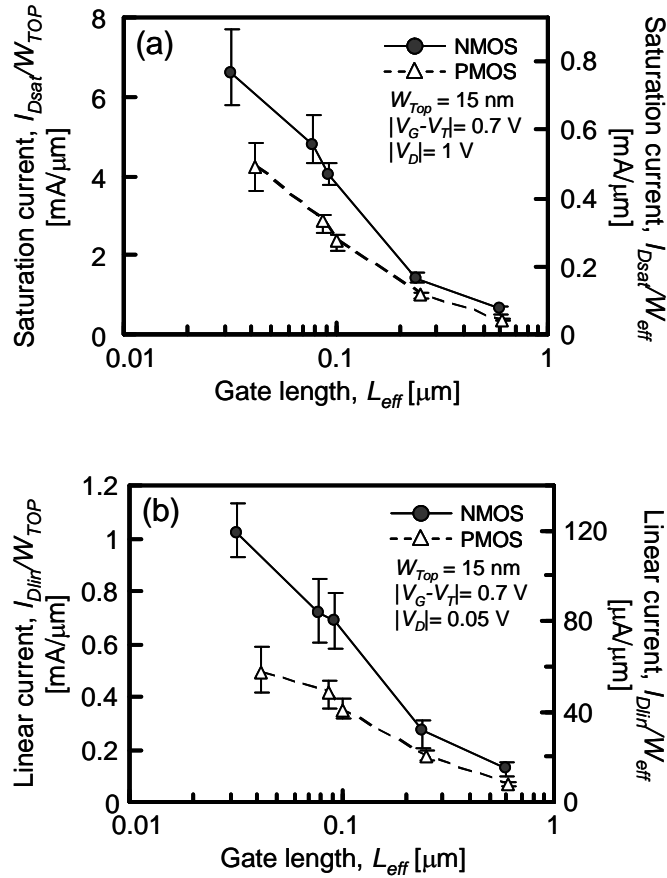 (a)
NMOS
PMOS
W_Top = 15 nm
|V_G-V_T|= 0.7 V
|V_D|= 1 V
Saturation current, I_Dsat/W_TOP
[mA/μm]
8
6
4
2
0
Saturation current, I_Dsat/W_eff
[mA/μm]
0.8
0.6
0.4
0.2
0
0.01
0.1
1
Gate length, L_eff [μm]
(b)
NMOS
PMOS
W_Top = 15 nm
|V_G-V_T|= 0.7 V
|V_D|= 0.05 V
Linear current, I_Dlin/W_TOP
[mA/μm]
1.2
1
0.8
0.6
0.4
0.2
0
Linear current, I_Dlin/W_eff
[μA/μm]
120
80
40
0
0.01
0.1
1
Gate length, L_eff [μm]